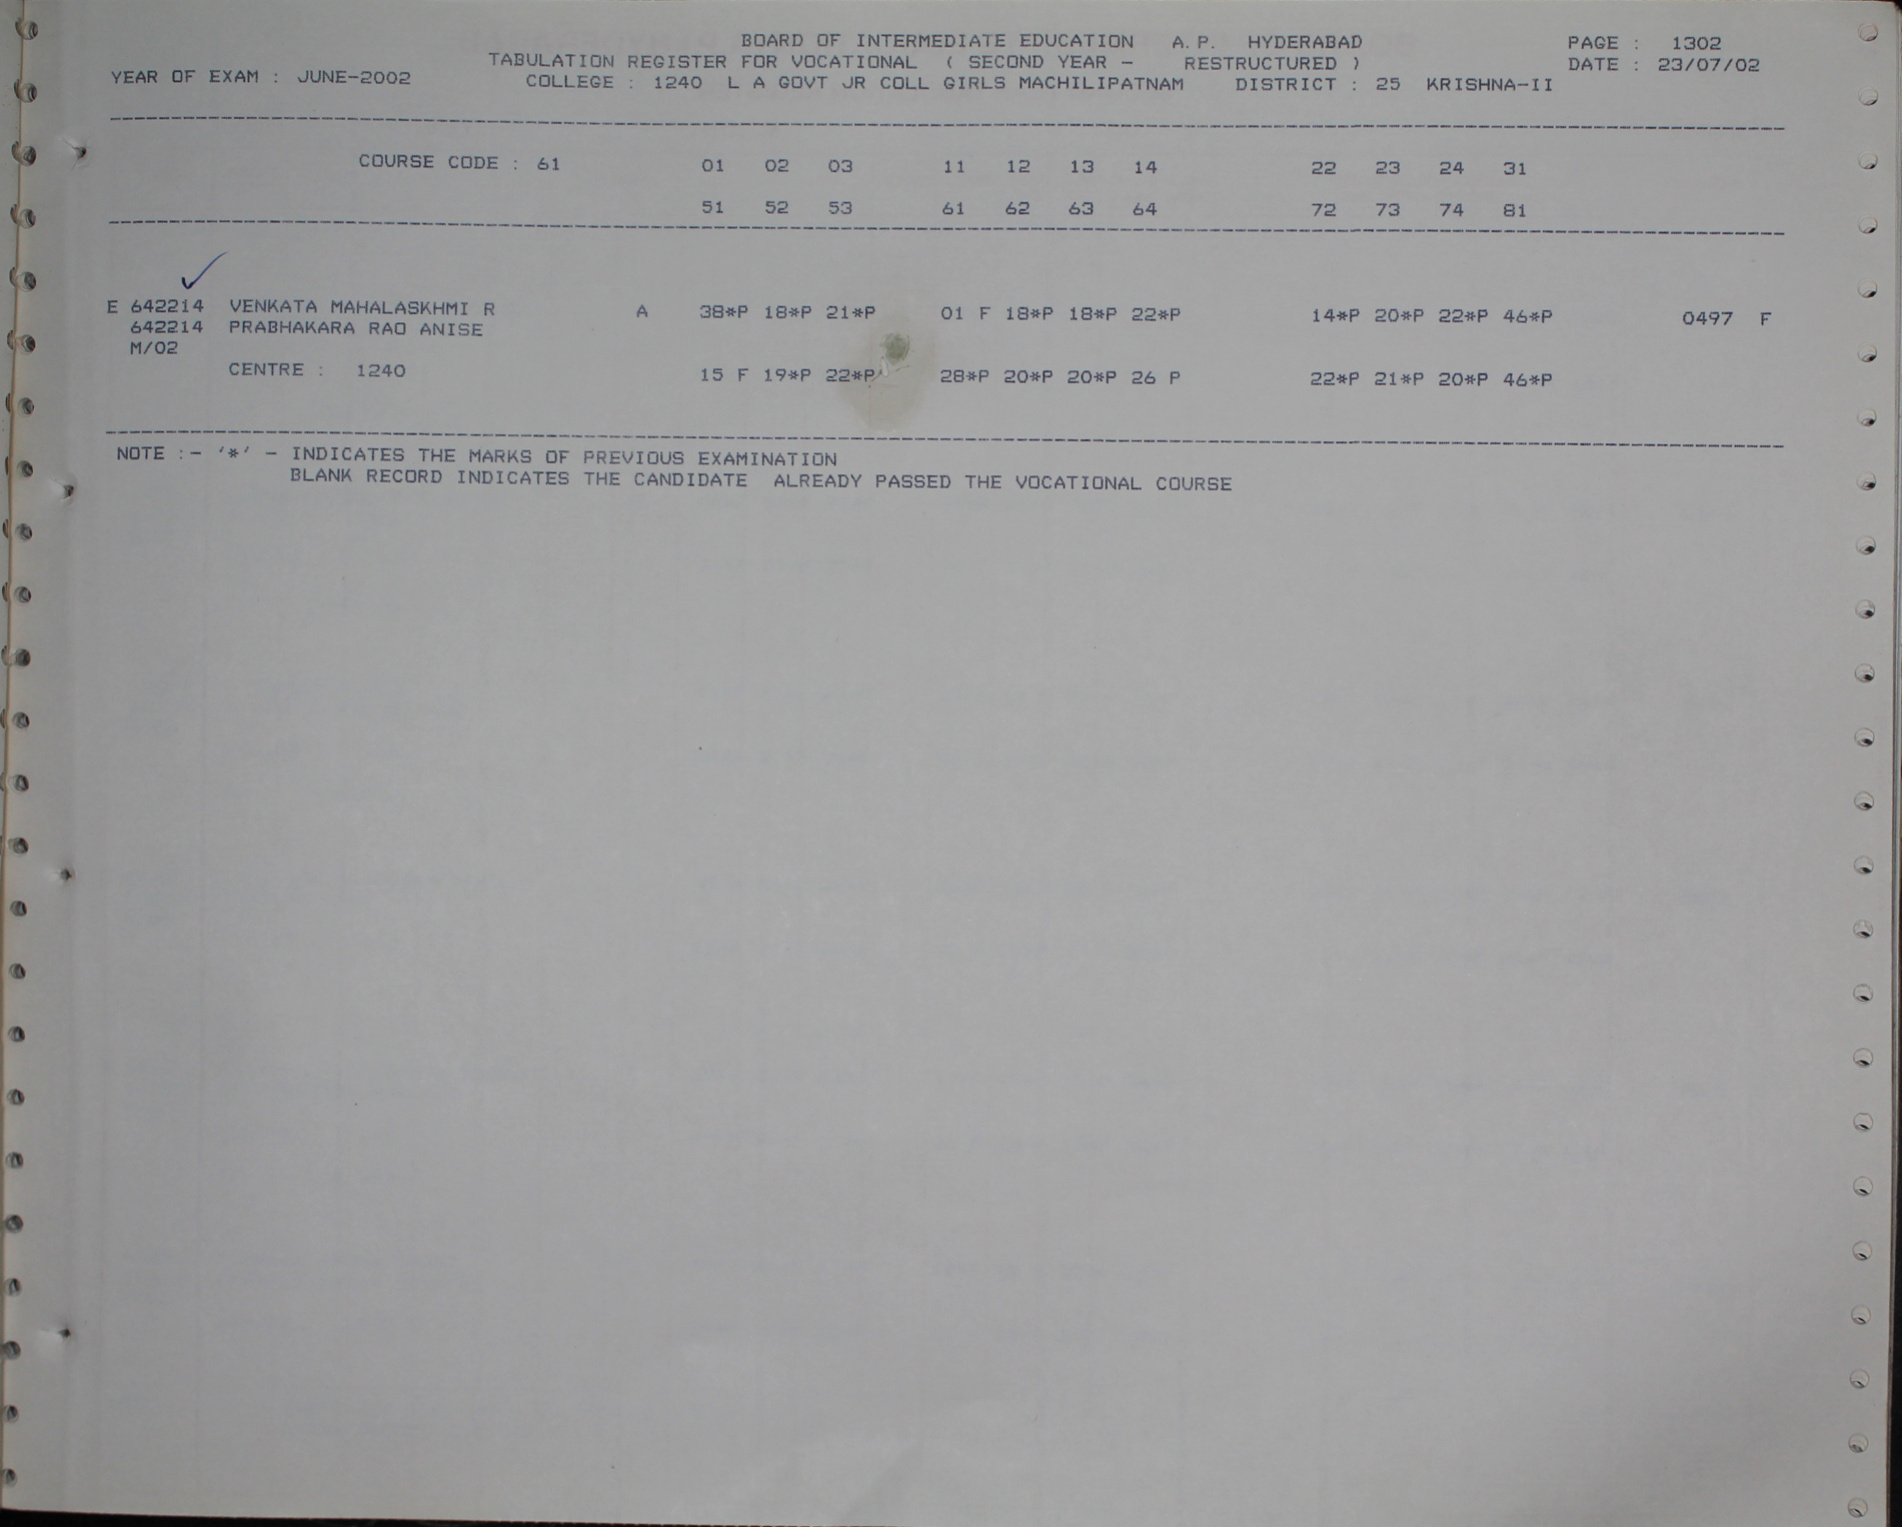 BOARD OF INTERMEDIATE EDUCATION A.P. HYDERABAD PAGE : 1302
TABULATION REGISTER FOR VOCATIONAL ( SECOND YEAR - RESTRUCTURED ) DATE : 23/07/02
YEAR OF EXAM : JUNE-2002 COLLEGE : 1240 L A GOVT JR COLL GIRLS MACHILIPATNAM DISTRICT : 25 KRISHNA-II
COURSE CODE : 61 01 02 03 11 12 13 14 22 23 24 31
51 52 53 61 62 63 64 72 73 74 81
E 642214 VENKATA MAHALASKHMI R A 38*P 18*P 21*P 01 F 18*P 18*P 22*P 14*P 20*P 22*P 46*P 0497 F
642214 PRABHAKARA RAO ANISE
M/02
CENTRE : 1240 15 F 19*P 22*P 28*P 20*P 20*P 26 P 22*P 21*P 20*P 46*P
NOTE :- '*' - INDICATES THE MARKS OF PREVIOUS EXAMINATION
BLANK RECORD INDICATES THE CANDIDATE ALREADY PASSED THE VOCATIONAL COURSE